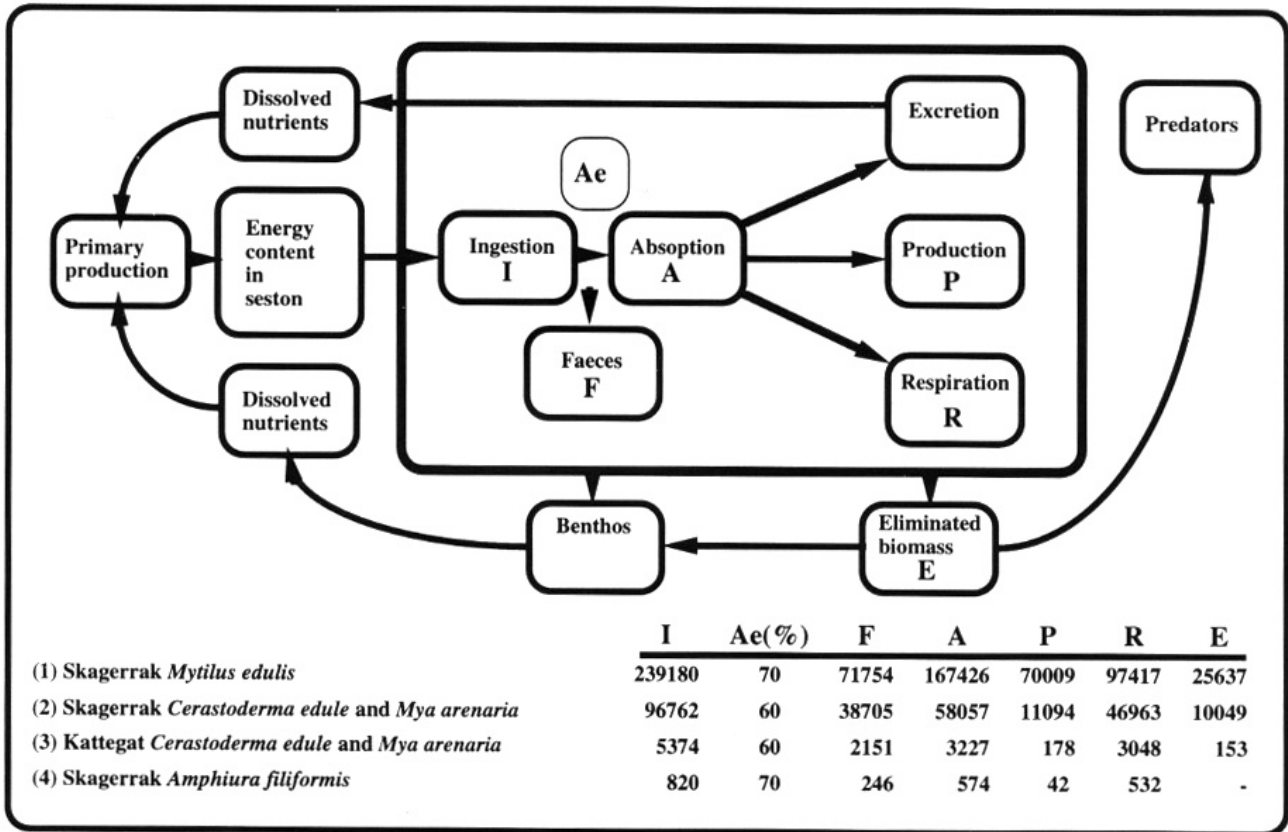 Dissolved
nutrients
Excretion
Predators
Ae
Primary
production
Energy
content
in
seston
Ingestion
I
Absoption
A
Production
P
Faeces
F
Respiration
R
Dissolved
nutrients
Benthos
Eliminated
biomass
E
I Ae(%) F A P R E
(1) Skagerrak Mytilus edulis 239180 70 71754 167426 70009 97417 25637
(2) Skagerrak Cerastoderma edule and Mya arenaria 96762 60 38705 58057 11094 46963 10049
(3) Kattegat Cerastoderma edule and Mya arenaria 5374 60 2151 3227 178 3048 153
(4) Skagerrak Amphiura filiformis 820 70 246 574 42 532 -